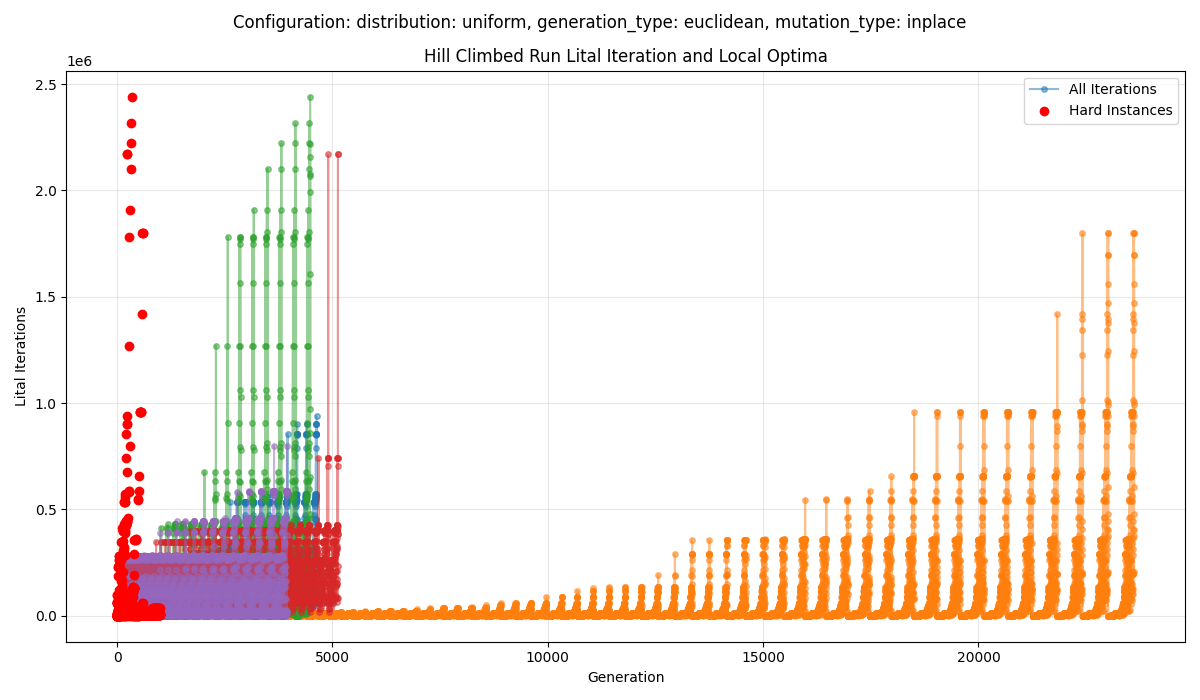 Configuration: distribution: uniform, generation_type: euclidean, mutation_type: inplace
Hill Climbed Run Lital Iteration and Local Optima
1e6
2.5
2.0
1.5
1.0
0.5
0.0
Lital Iterations
All Iterations
Hard Instances
0
5000
10000
15000
20000
Generation